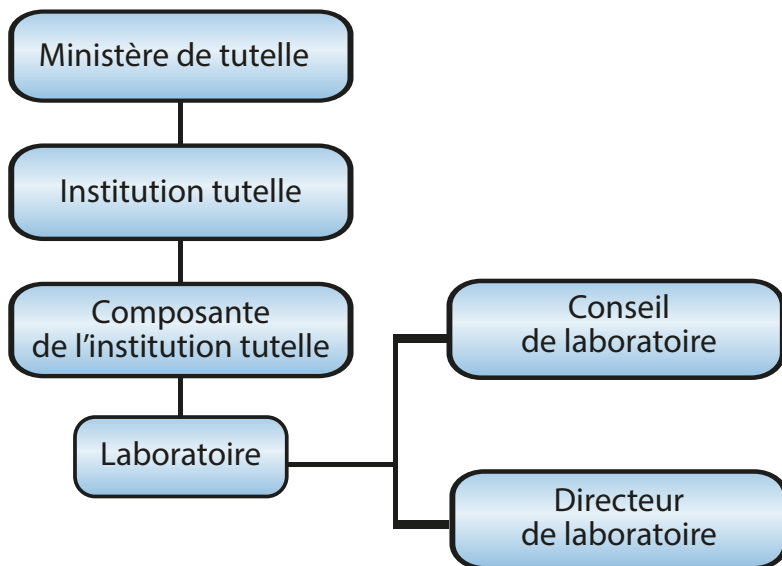 Ministère de tutelle
Institution tutelle
Composante
de l’institution tutelle
Laboratoire
Conseil
de laboratoire
Directeur
de laboratoire